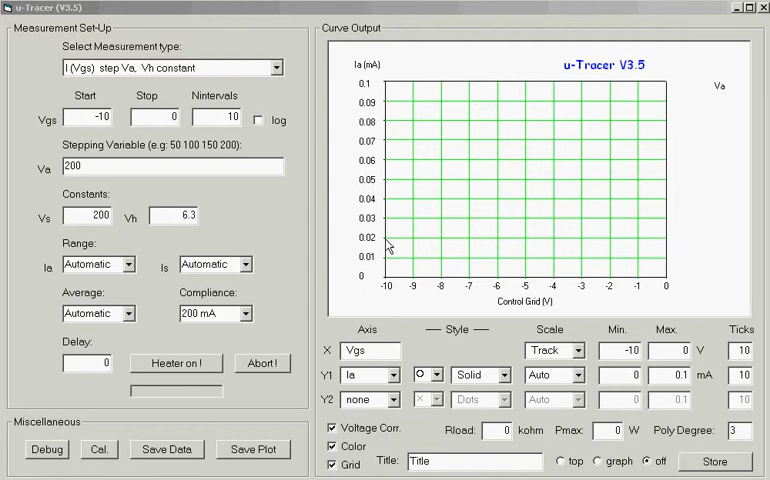 u-Tracer (V3.5)
Measurement Set-Up
Select Measurement type:
I (Vgs) step Va, Vh constant
Start Stop Nintervals
Vgs -10 0 10 log
Stepping Variable (e.g: 50 100 150 200):
Va 200
Constants:
Vs 200 Vh 6.3
Range:
Ia Automatic Is Automatic
Average: Compliance:
Automatic 200 mA
Delay:
0 Heater on ! Abort !
Miscellaneous
Debug Cal. Save Data Save Plot
Curve Output
Ia (mA) u-Tracer V3.5
Va
0.1
0.09
0.08
0.07
0.06
0.05
0.04
0.03
0.02
0.01
0
-10 -9 -8 -7 -6 -5 -4 -3 -2 -1 0
Control Grid (V)
Axis Style Scale Min. Max. Ticks
X Vgs Track -10 0 V 10
Y1 Ia O Solid Auto 0 0.1 mA 10
Y2 none X Dots Auto 0 0.1 10
Voltage Corr. Rload: 0 kohm Pmax: 0 W Poly Degree: 3
Color
Grid Title: Title top graph off Store